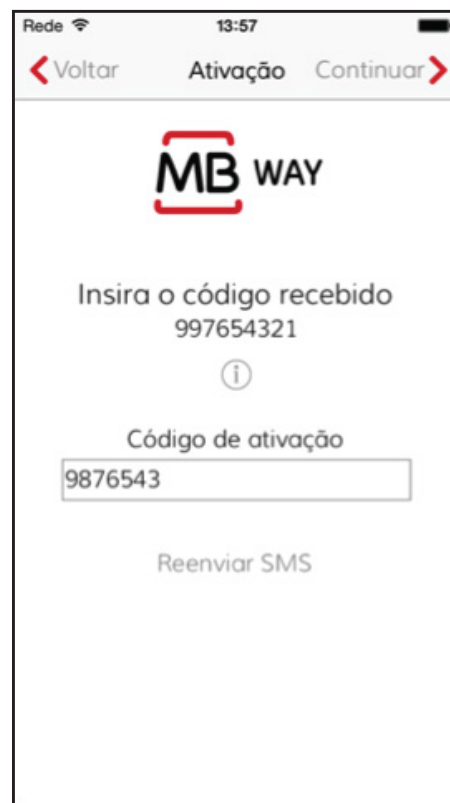 Rede 13:57
Voltar Ativação Continuar
MB WAY
Insira o código recebido
997654321
i
Código de ativação
9876543
Reenviar SMS